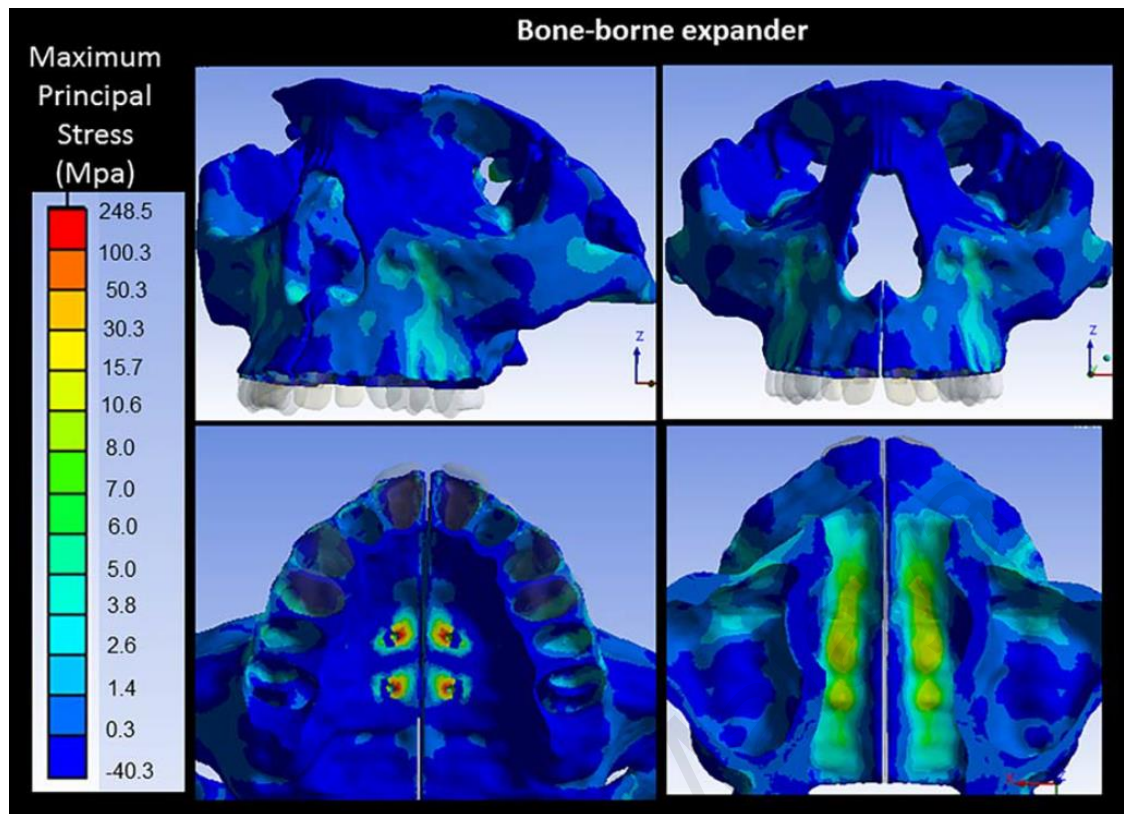 Bone-borne expander
Maximum
Principal
Stress
(Mpa)
248.5
100.3
50.3
30.3
15.7
10.6
8.0
7.0
6.0
5.0
3.8
2.6
1.4
0.3
-40.3
z
z